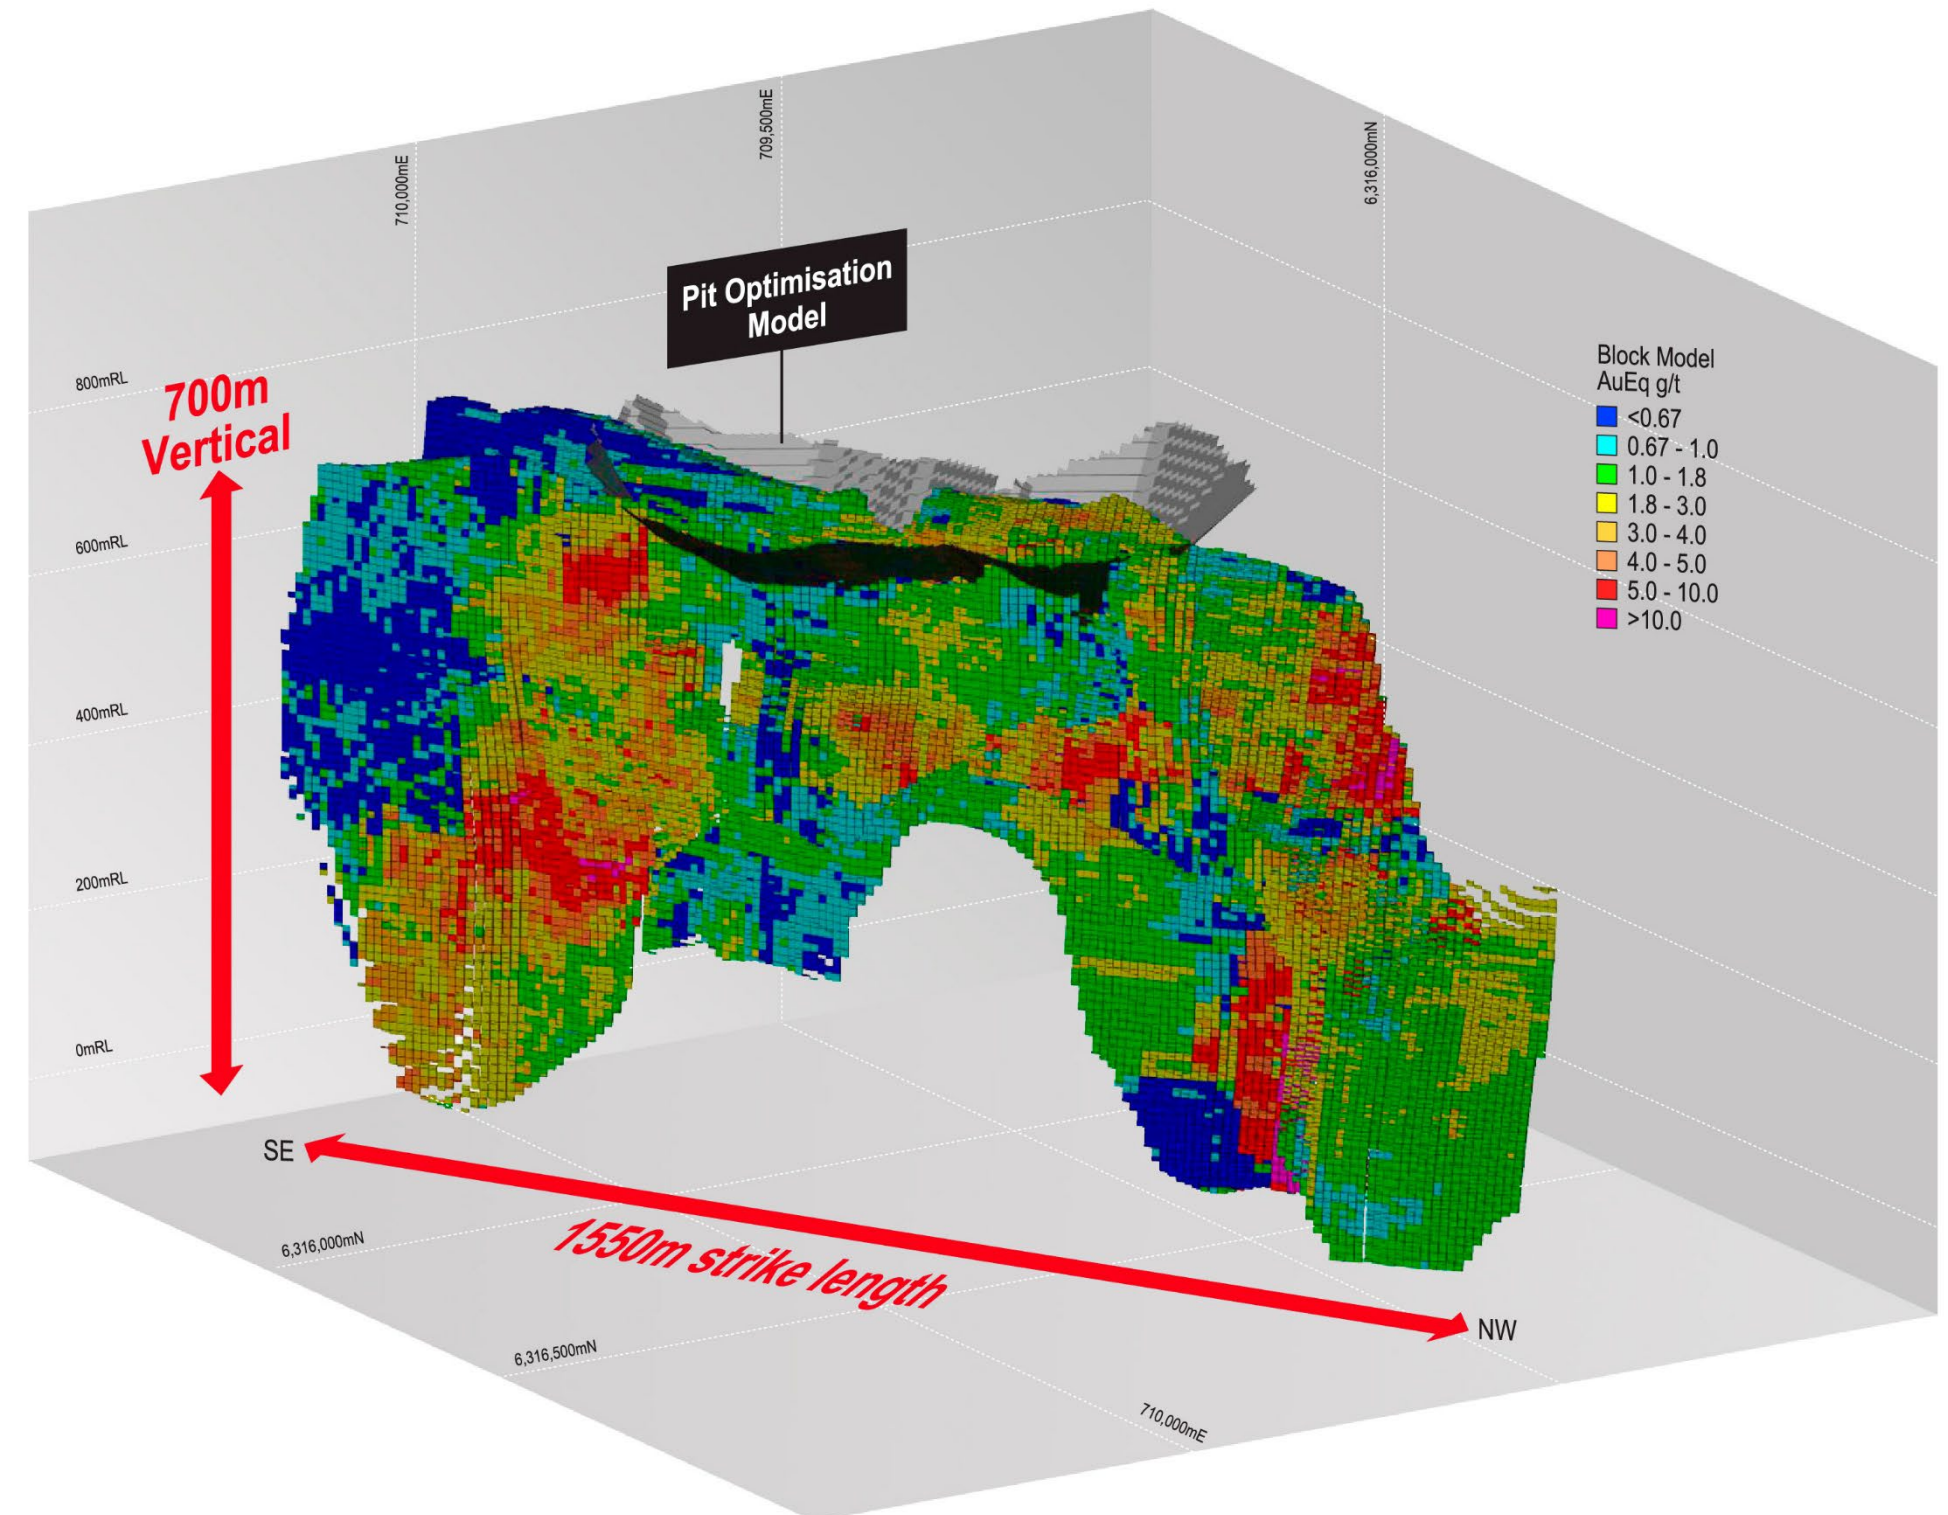 710,000mE
709,500mE
6,316,000mN
Pit Optimisation
Model
Block Model
AuEq g/t
<0.67
0.67 - 1.0
1.0 - 1.8
1.8 - 3.0
3.0 - 4.0
4.0 - 5.0
5.0 - 10.0
>10.0
800mRL
700m
Vertical
600mRL
400mRL
200mRL
0mRL
SE
1550m strike length
NW
6,316,000mN
6,316,500mN
710,000mE